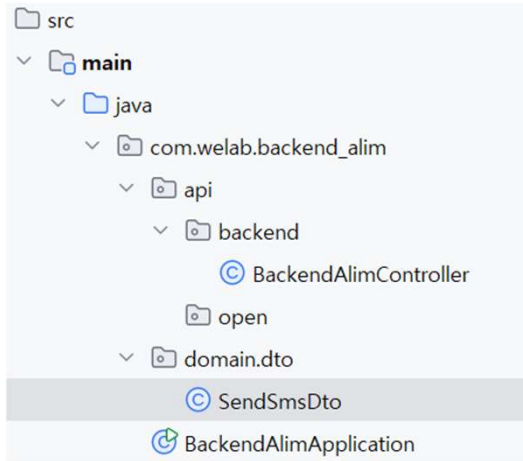 src
main
java
com.welab.backend_alim
api
backend
BackendAlimController
open
domain.dto
SendSmsDto
BackendAlimApplication